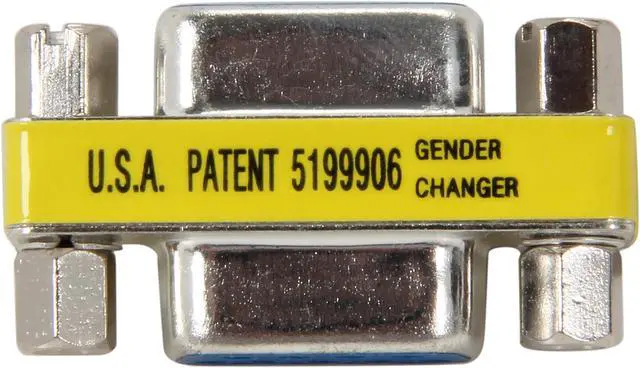 U.S.A. PATENT 5199906
GENDER
CHANGER